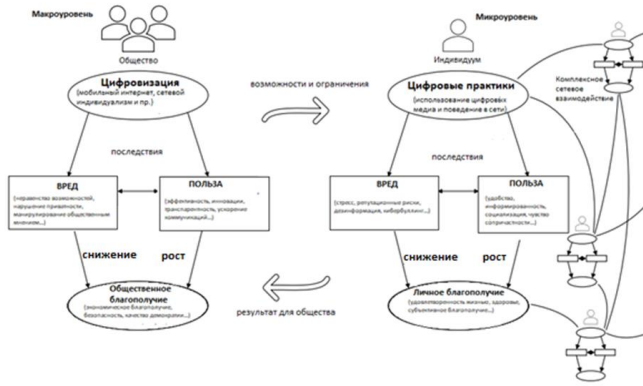 Макроуровень
Общество
Цифровизация
(мобильный интернет, сетевой
индивидуализм и пр.)
последствия
ВРЕД
(неравенство возможностей,
нарушение приватности,
манипулирование общественным
мнением...)
ПОЛЬЗА
(эффективность, инновации,
транспарентность, ускорение
коммуникаций...)
снижение
рост
Общественное
благополучие
(экономическое благополучие,
безопасность, качество демократии...)
возможности и ограничения
результат для общества
Микроуровень
Индивидуум
Цифровые практики
(использование цифровых
медиа и поведение в сети)
последствия
ВРЕД
(стресс, репутационные риски,
дезинформация, кибербуллинг...)
ПОЛЬЗА
(удобство,
информированность,
социализация, чувство
сопричастности...)
снижение
рост
Личное благополучие
(удовлетворенность жизнью, здоровье,
субъективное благополучие...)
Комплексное
сетевое
взаимодействие